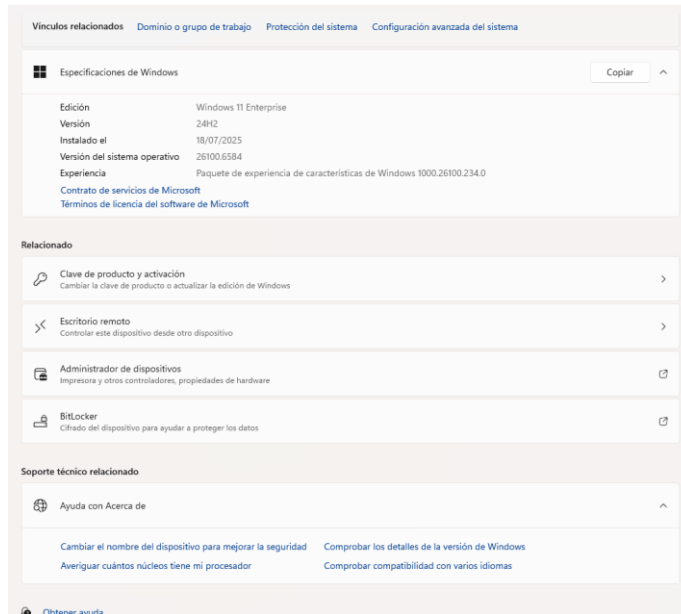 Vínculos relacionados Dominio o grupo de trabajo Protección del sistema Configuración avanzada del sistema
Especificaciones de Windows Copiar
Edición Windows 11 Enterprise
Versión 24H2
Instalado el 18/07/2025
Versión del sistema operativo 26100.6584
Experiencia Paquete de experiencia de características de Windows 1000.26100.234.0
Contrato de servicios de Microsoft
Términos de licencia del software de Microsoft
Relacionado
Clave de producto y activación
Cambiar la clave de producto o actualizar la edición de Windows
Escritorio remoto
Controlar este dispositivo desde otro dispositivo
Administrador de dispositivos
Impresora y otros controladores, propiedades de hardware
BitLocker
Cifrado del dispositivo para ayudar a proteger los datos
Soporte técnico relacionado
Ayuda con Acerca de
Cambiar el nombre del dispositivo para mejorar la seguridad Comprobar los detalles de la versión de Windows
Averiguar cuántos núcleos tiene mi procesador Comprobar compatibilidad con varios idiomas
Obtener ayuda